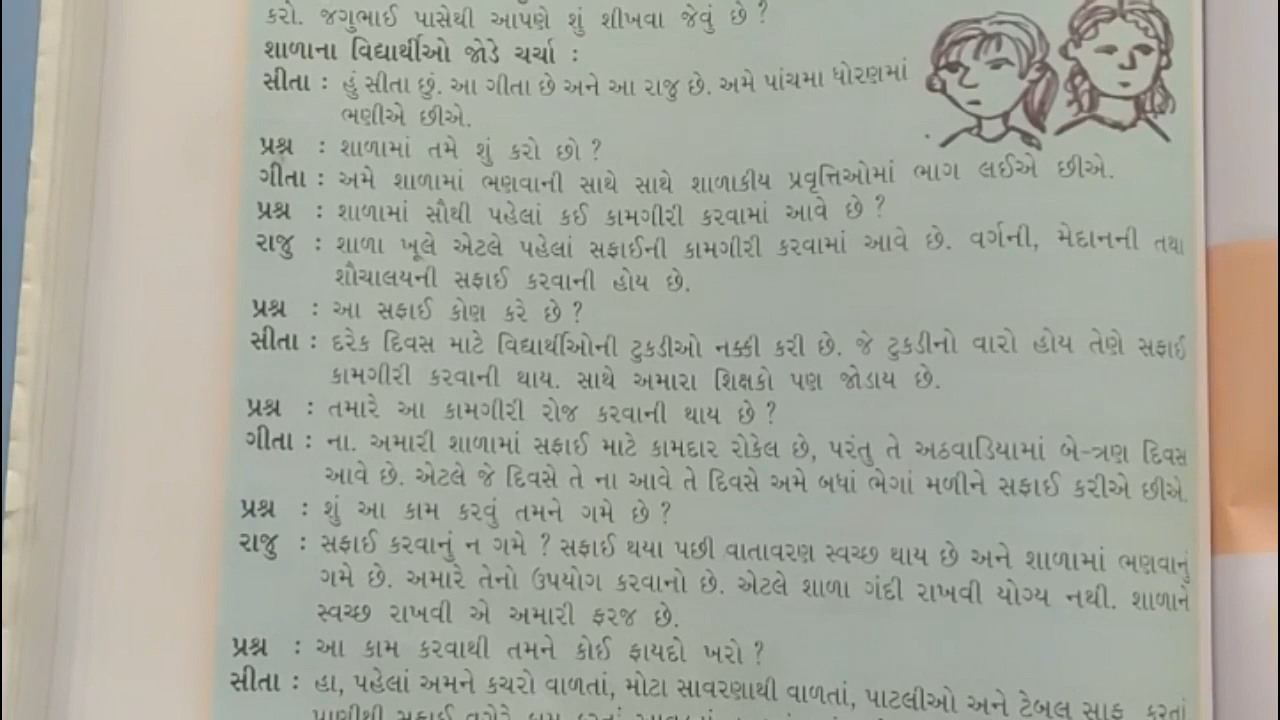 કરો. જગુભાઈ પાસેથી આપણે શું શીખવા જેવું છે ?
શાળાના વિદ્યાર્થીઓ જોડે ચર્ચા :
સીતા : હું સીતા છું. આ ગીતા છે અને આ રાજુ છે. અમે પાંચમા ધોરણમાં
ભણીએ છીએ.
પ્રશ્ન : શાળામાં તમે શું કરો છો ?
ગીતા : અમે શાળામાં ભણવાની સાથે સાથે શાળાકીય પ્રવૃત્તિઓમાં ભાગ લઈએ છીએ.
પ્રશ્ન : શાળામાં સૌથી પહેલાં કઈ કામગીરી કરવામાં આવે છે ?
રાજુ : શાળા ખૂલે એટલે પહેલાં સફાઈની કામગીરી કરવામાં આવે છે. વર્ગની, મેદાનની તથા
શૌચાલયની સફાઈ કરવાની હોય છે.
પ્રશ્ન : આ સફાઈ કોણ કરે છે ?
સીતા : દરેક દિવસ માટે વિદ્યાર્થીઓની ટુકડીઓ નક્કી કરી છે. જે ટુકડીનો વારો હોય તેણે સફાઈ
કામગીરી કરવાની થાય. સાથે અમારા શિક્ષકો પણ જોડાય છે.
પ્રશ્ન : તમારે આ કામગીરી રોજ કરવાની થાય છે ?
ગીતા : ના. અમારી શાળામાં સફાઈ માટે કામદાર રોકેલ છે, પરંતુ તે અઠવાડિયામાં બે-ત્રણ દિવસ
આવે છે. એટલે જે દિવસે તે ના આવે તે દિવસે અમે બધાં ભેગાં મળીને સફાઈ કરીએ છીએ.
પ્રશ્ન : શું આ કામ કરવું તમને ગમે છે ?
રાજુ : સફાઈ કરવાનું ન ગમે ? સફાઈ થયા પછી વાતાવરણ સ્વચ્છ થાય છે અને શાળામાં ભણવાનું
ગમે છે. અમારે તેનો ઉપયોગ કરવાનો છે. એટલે શાળા ગંદી રાખવી યોગ્ય નથી. શાળાને
સ્વચ્છ રાખવી એ અમારી ફરજ છે.
પ્રશ્ન : આ કામ કરવાથી તમને કોઈ ફાયદો ખરો ?
સીતા : હા, પહેલાં અમને કચરો વાળતાં, મોટા સાવરણાથી વાળતાં, પાટલીઓ અને ટેબલ સાફ કરતાં
પાણીથી સફાઈ વગેરે કામ કરતાં